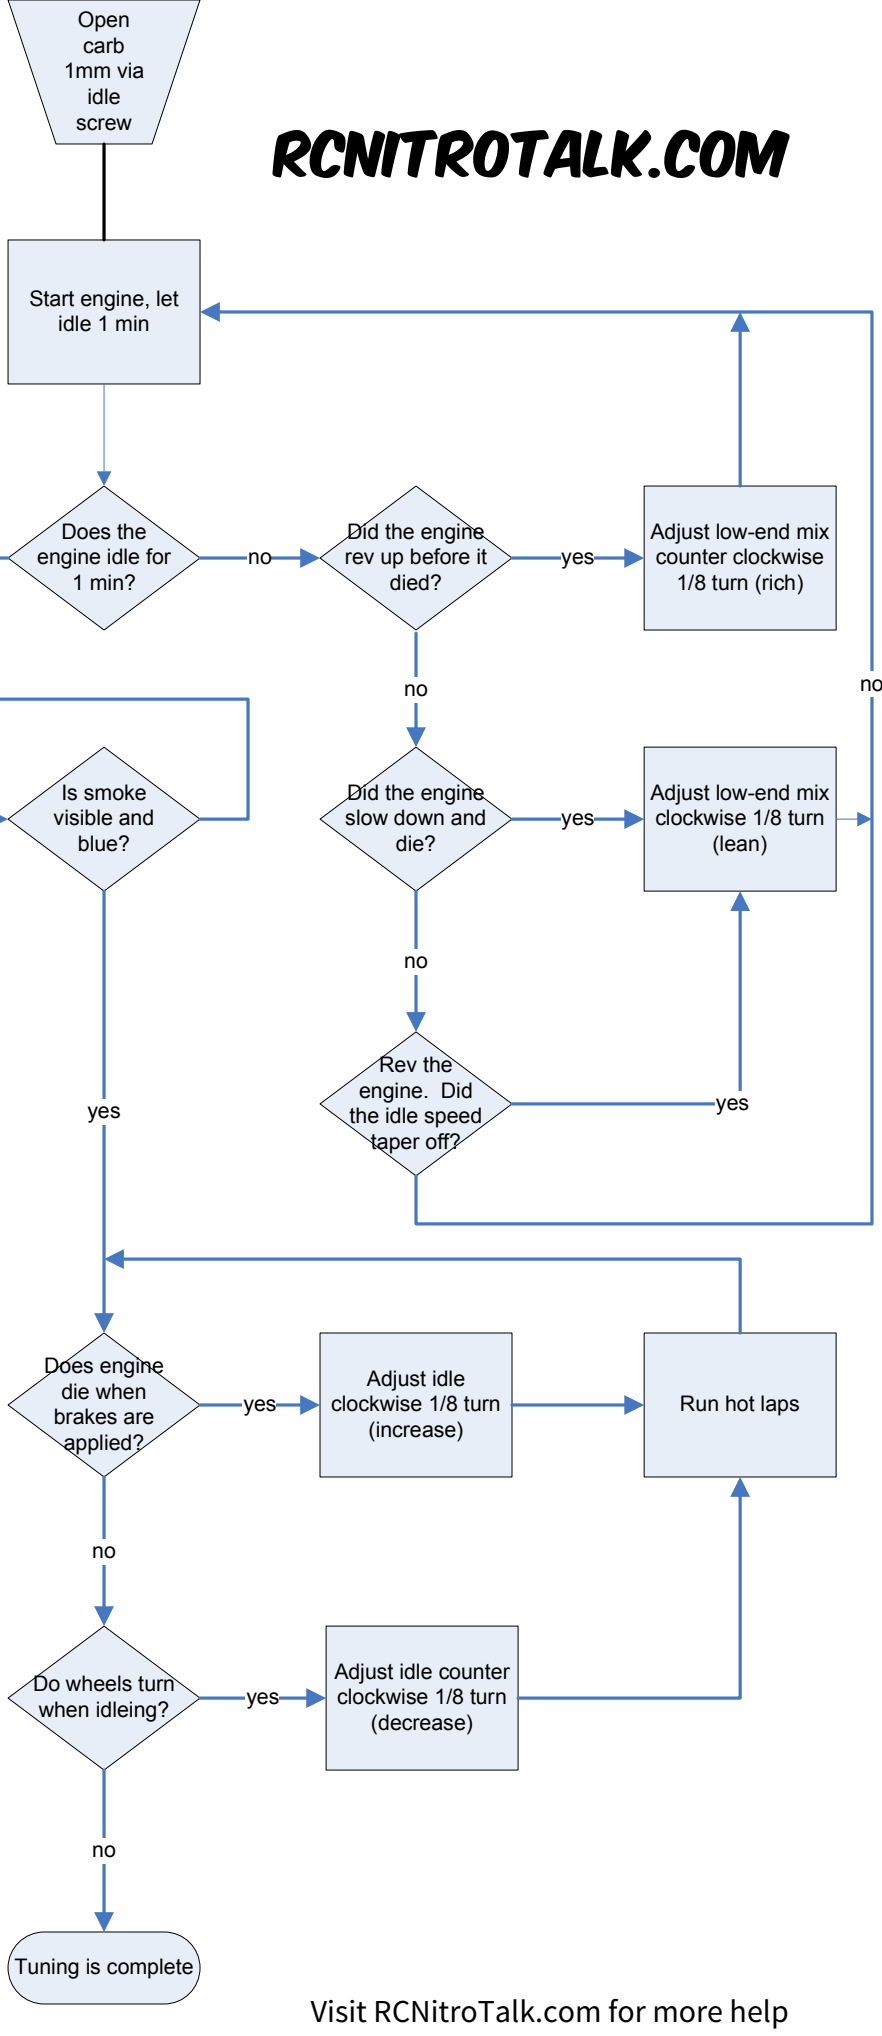 Open
carb
1mm via
idle
screw
RCNITROTALK.COM
Start engine, let
idle 1 min
Does the
engine idle for
1 min?
no
Did the engine
rev up before it
died?
yes
Adjust low-end mix
counter clockwise
1/8 turn (rich)
no
no
Is smoke
visible and
blue?
Did the engine
slow down and
die?
yes
Adjust low-end mix
clockwise 1/8 turn
(lean)
no
Rev the
engine.  Did
the idle speed
taper off?
yes
yes
Does engine
die when
brakes are
applied?
yes
Adjust idle
clockwise 1/8 turn
(increase)
Run hot laps
no
Do wheels turn
when idleing?
yes
Adjust idle counter
clockwise 1/8 turn
(decrease)
no
Tuning is complete
Visit RCNitroTalk.com for more help